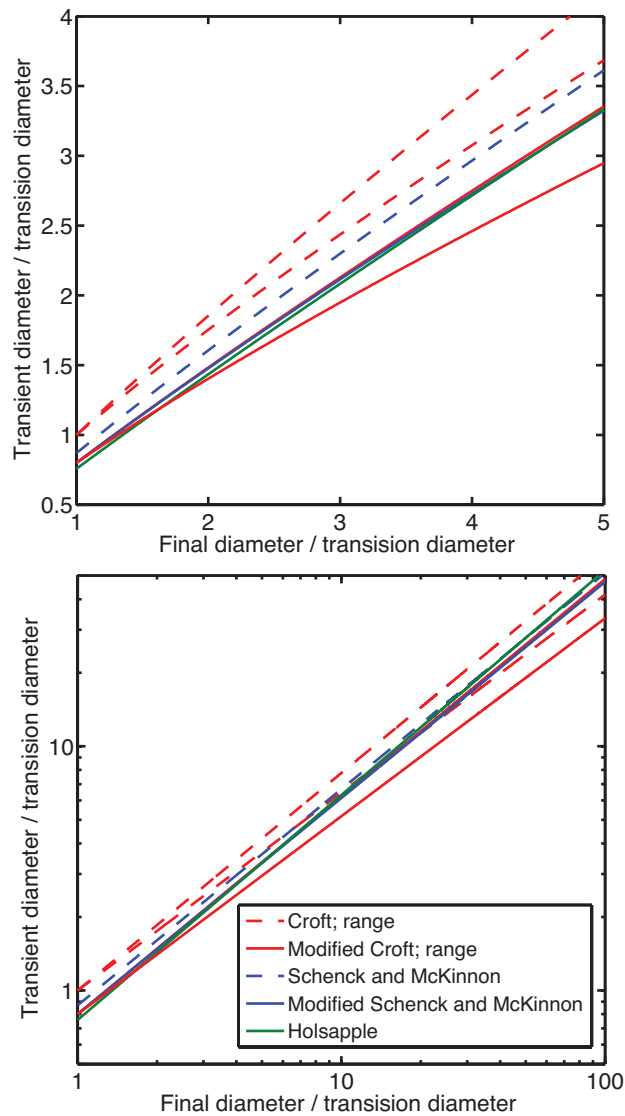 4
3.5
3
2.5
2
1.5
1
0.5
Transient diameter / transision diameter
1 2 3 4 5
Final diameter / transision diameter
10
1
Transient diameter / transision diameter
Croft; range
Modified Croft; range
Schenck and McKinnon
Modified Schenck and McKinnon
Holsapple
1 10 100
Final diameter / transision diameter